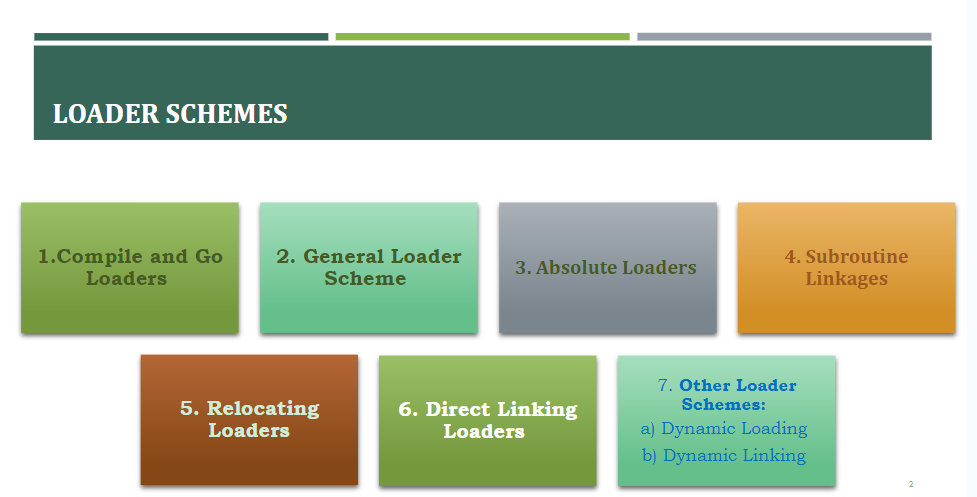 LOADER SCHEMES
1.Compile and Go
Loaders
2. General Loader
Scheme
3. Absolute Loaders
4. Subroutine
Linkages
5. Relocating
Loaders
6. Direct Linking
Loaders
7. Other Loader
Schemes:
a) Dynamic Loading
b) Dynamic Linking
2